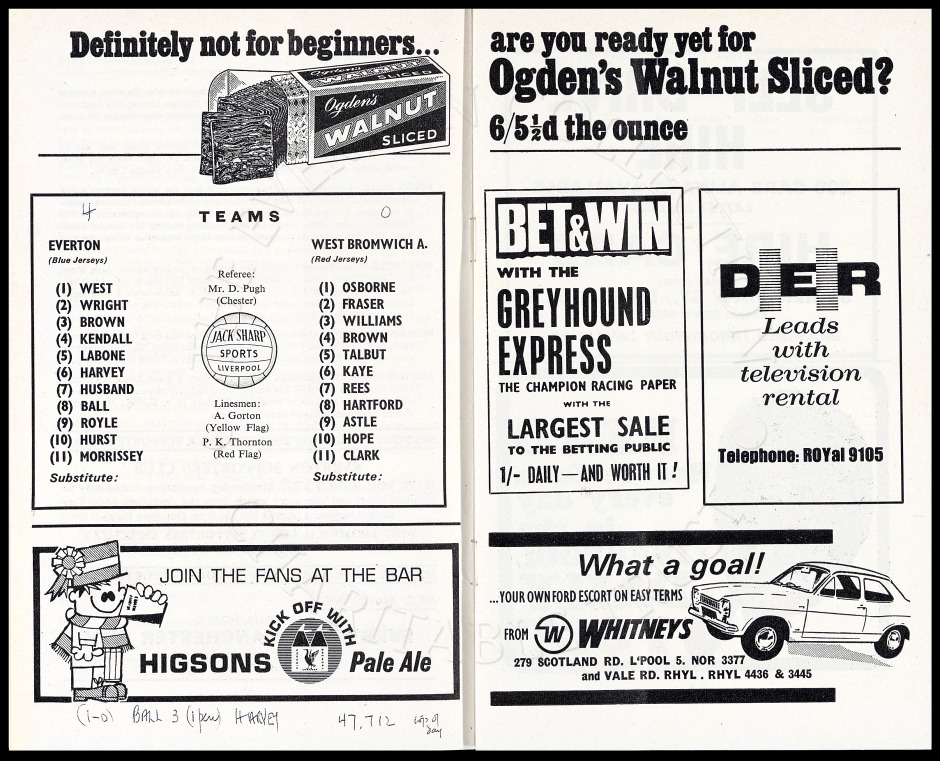 Definitely not for beginners...
Ogden's
WALNUT
SLICED
Ogden's
WALNUT
SLICED
4
0
TEAMS
EVERTON
(Blue Jerseys)
(1) WEST
(2) WRIGHT
(3) BROWN
(4) KENDALL
(5) LABONE
(6) HARVEY
(7) HUSBAND
(8) BALL
(9) ROYLE
(10) HURST
(11) MORRISSEY
Substitute:
Referee:
Mr. D. Pugh
(Chester)
JACK SHARP
SPORTS
LIVERPOOL
Linesmen:
A. Gorton
(Yellow Flag)
P. K. Thornton
(Red Flag)
WEST BROMWICH A.
(Red Jerseys)
(1) OSBORNE
(2) FRASER
(3) WILLIAMS
(4) BROWN
(5) TALBUT
(6) KAYE
(7) REES
(8) HARTFORD
(9) ASTLE
(10) HOPE
(11) CLARK
Substitute:
JOIN THE FANS AT THE BAR
KICK OFF WITH
HIGSONS
Pale Ale
(1-0) BALL 3 (1 pen) HARVEY 47,712
are you ready yet for
Ogden's Walnut Sliced?
6/5½d the ounce
BET&WIN
WITH THE
GREYHOUND
EXPRESS
THE CHAMPION RACING PAPER
WITH THE
LARGEST SALE
TO THE BETTING PUBLIC
1/- DAILY—AND WORTH IT!
DER
Leads
with
television
rental
Telephone: ROYal 9105
What a goal!
...YOUR OWN FORD ESCORT ON EASY TERMS
FROM W WHITNEYS
279 SCOTLAND RD. L'POOL 5. NOR 3377
and VALE RD. RHYL. RHYL 4436 & 3445